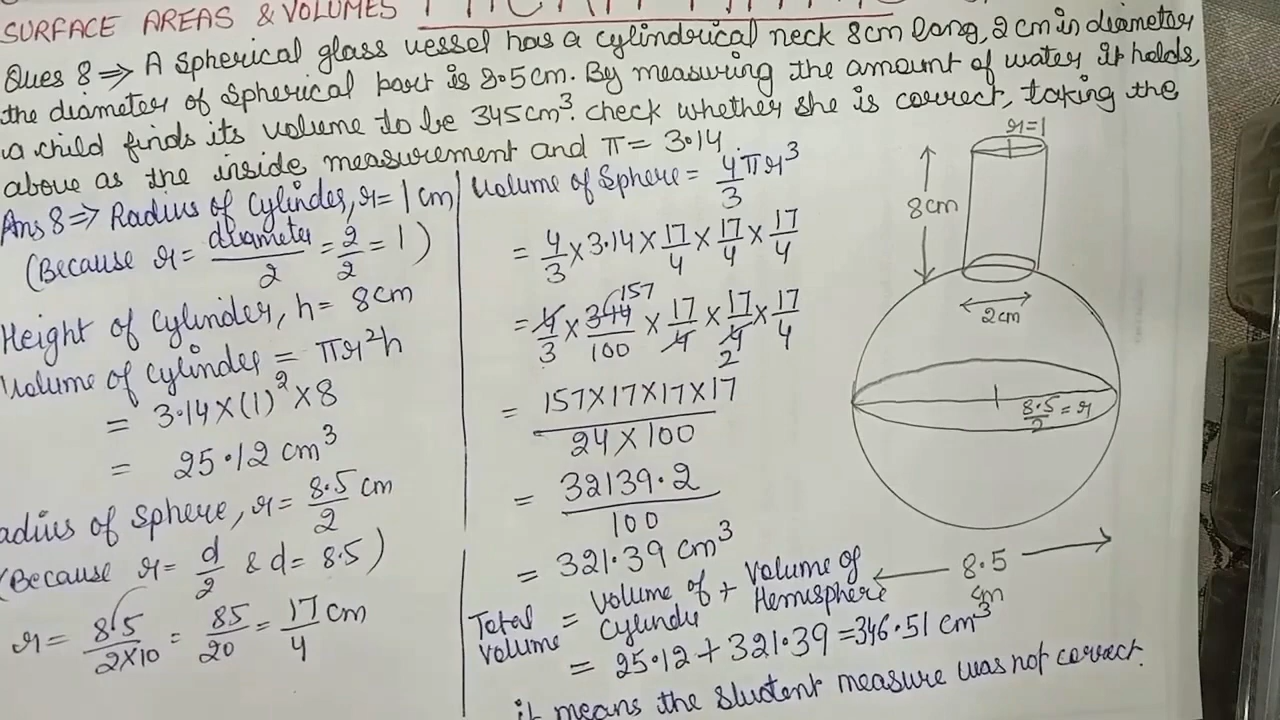 SURFACE AREAS & VOLUMES
Ques 8 ⇒ A Spherical glass vessel has a cylindrical neck 8cm long, 2 cm in diameter
the diameter of spherical part is 8.5cm. By measuring the amount of water it holds,
a child finds its volume to be 345cm³. check whether she is correct, taking the
above as the inside measurement and π = 3.14
Ans 8 ⇒ Radius of cylinder, r = 1 cm
(Because r = diameter/2 = 2/2 = 1)
Height of cylinder, h = 8cm
Volume of cylinder = πr²h
= 3.14 × (1)² × 8
= 25.12 cm³
adius of sphere, r = 8.5/2 cm
(Because r = d/2 & d = 8.5)
r = 85/2×10 = 85/20 = 17/4 cm
Volume of Sphere = 4/3 πr³
= 4/3 × 3.14 × 17/4 × 17/4 × 17/4
157
= 4/3 × 314/100 × 17/4 × 17/4 × 17/4
2
= 157×17×17×17 / 24×100
= 32139.2 / 100
= 321.39 cm³
Total volume = Volume of cylinder + Volume of Hemisphere
= 25.12 + 321.39 = 346.51 cm³
it means the student measure was not correct.
r=1
8cm
2cm
8.5/2 = r
8.5
cm